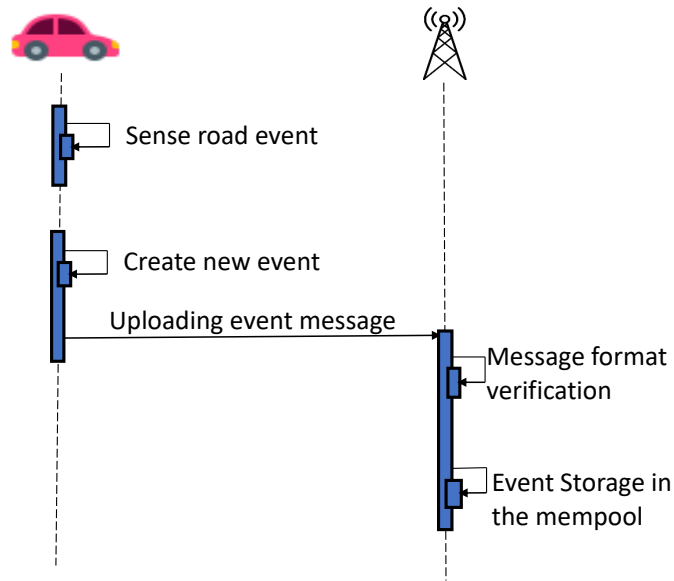 Sense road event
Create new event
Uploading event message
Message format
verification
Event Storage in
the mempool